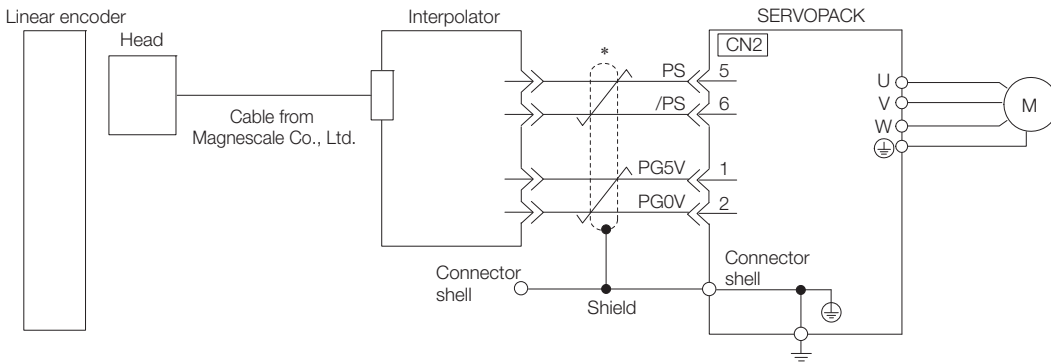 Linear encoder
Head
Cable from
Magnescale Co., Ltd.
Interpolator
*
SERVOPACK
CN2
PS
5
/PS
6
PG5V
1
PG0V
2
U
V
W
M
Connector
shell
Shield
Connector
shell